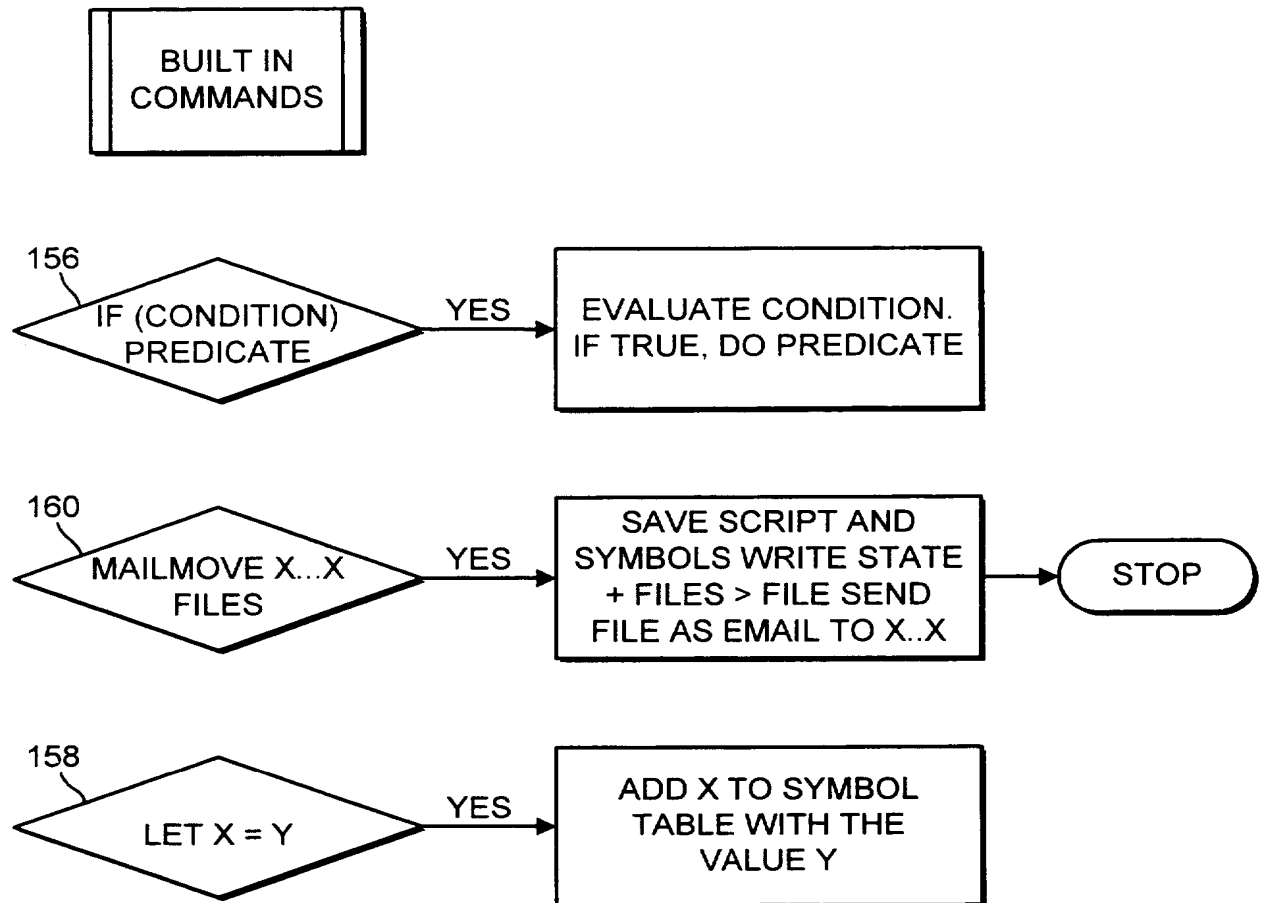 BUILT IN
COMMANDS
156
IF (CONDITION)
PREDICATE
YES
EVALUATE CONDITION.
IF TRUE, DO PREDICATE
160
MAILMOVE X...X
FILES
YES
SAVE SCRIPT AND
SYMBOLS WRITE STATE
+ FILES > FILE SEND
FILE AS EMAIL TO X..X
STOP
158
LET X = Y
YES
ADD X TO SYMBOL
TABLE WITH THE
VALUE Y